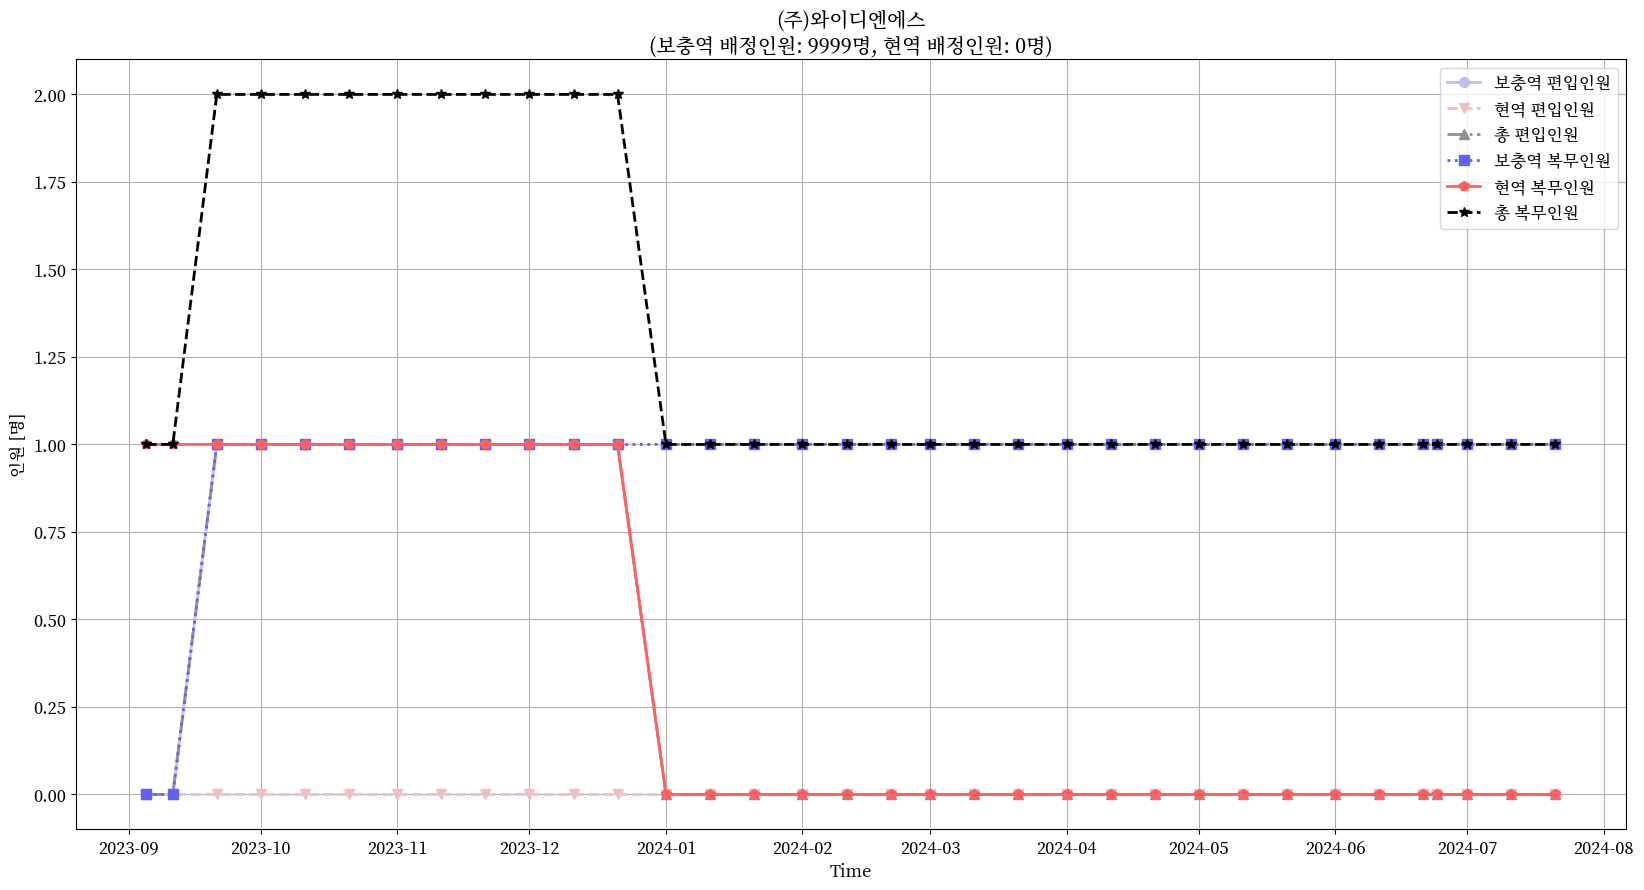 (주)와이디엔에스
(보충역 배정인원: 9999명, 현역 배정인원: 0명)
보충역 편입인원
현역 편입인원
총 편입인원
보충역 복무인원
현역 복무인원
총 복무인원
인원 [명]
2.00
1.75
1.50
1.25
1.00
0.75
0.50
0.25
0.00
2023-09 2023-10 2023-11 2023-12 2024-01 2024-02 2024-03 2024-04 2024-05 2024-06 2024-07 2024-08
Time